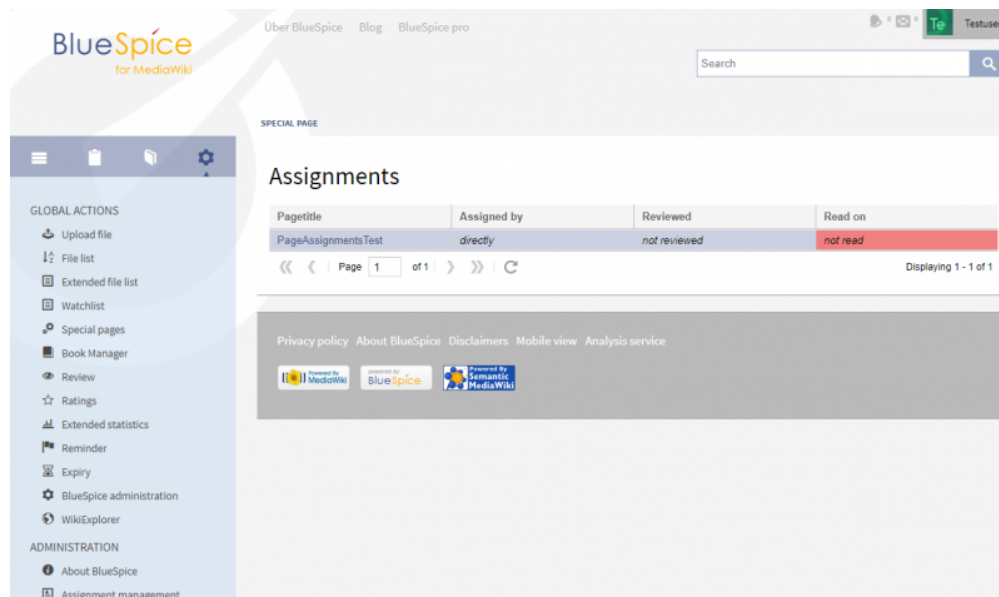 BlueSpice
for MediaWiki
Über BlueSpice Blog BlueSpice pro
Te Testuser
Search
SPECIAL PAGE
Assignments
Pagetitle Assigned by Reviewed Read on
PageAssignmentsTest directly not reviewed not read
Page 1 of 1 Displaying 1 - 1 of 1
GLOBAL ACTIONS
Upload file
File list
Extended file list
Watchlist
Special pages
Book Manager
Review
Ratings
Extended statistics
Reminder
Expiry
BlueSpice administration
WikiExplorer
ADMINISTRATION
About BlueSpice
Assignment management
Privacy policy About BlueSpice Disclaimers Mobile view Analysis service
Powered By MediaWiki
powered by BlueSpice
Powered By Semantic MediaWiki